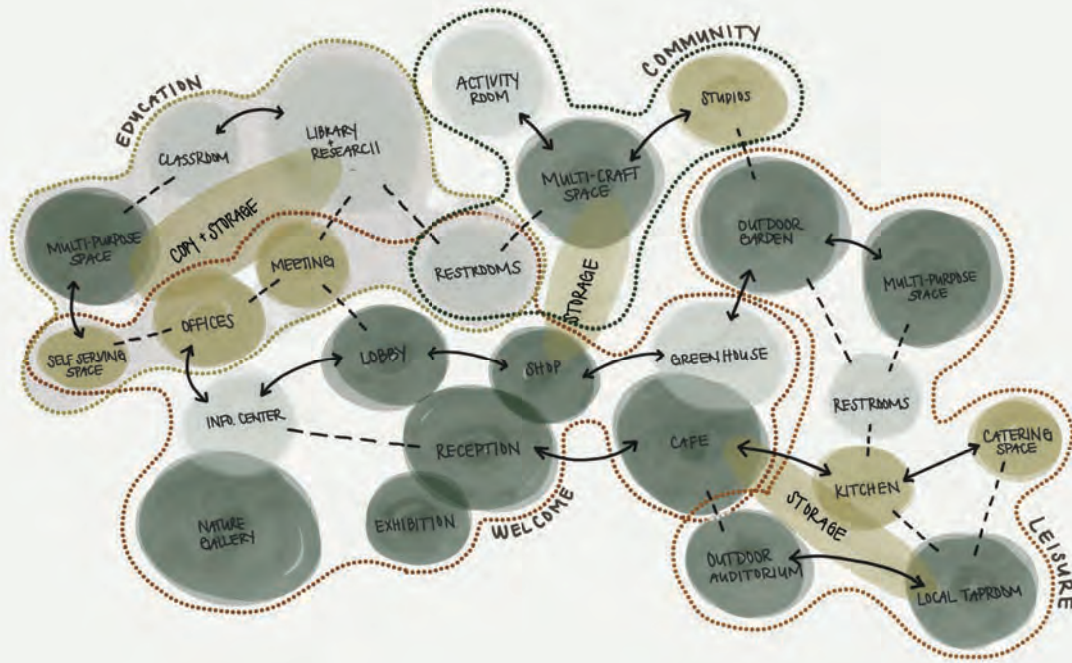 EDUCATION
COMMUNITY
ACTIVITY
ROOM
STUDIOS
CLASSROOM
LIBRARY
+
RESEARCH
MULTI-CRAFT
SPACE
MULTI-PURPOSE
SPACE
COPY + STORAGE
MEETING
RESTROOMS
STORAGE
OUTDOOR
GARDEN
MULTI-PURPOSE
SPACE
OFFICES
SELF SERVING
SPACE
LOBBY
SHOP
GREENHOUSE
INFO. CENTER
RESTROOMS
RECEPTION
CAFE
CATERING
SPACE
KITCHEN
STORAGE
NATURE
GALLERY
EXHIBITION
WELCOME
OUTDOOR
AUDITORIUM
LOCAL TAPROOM
LEISURE